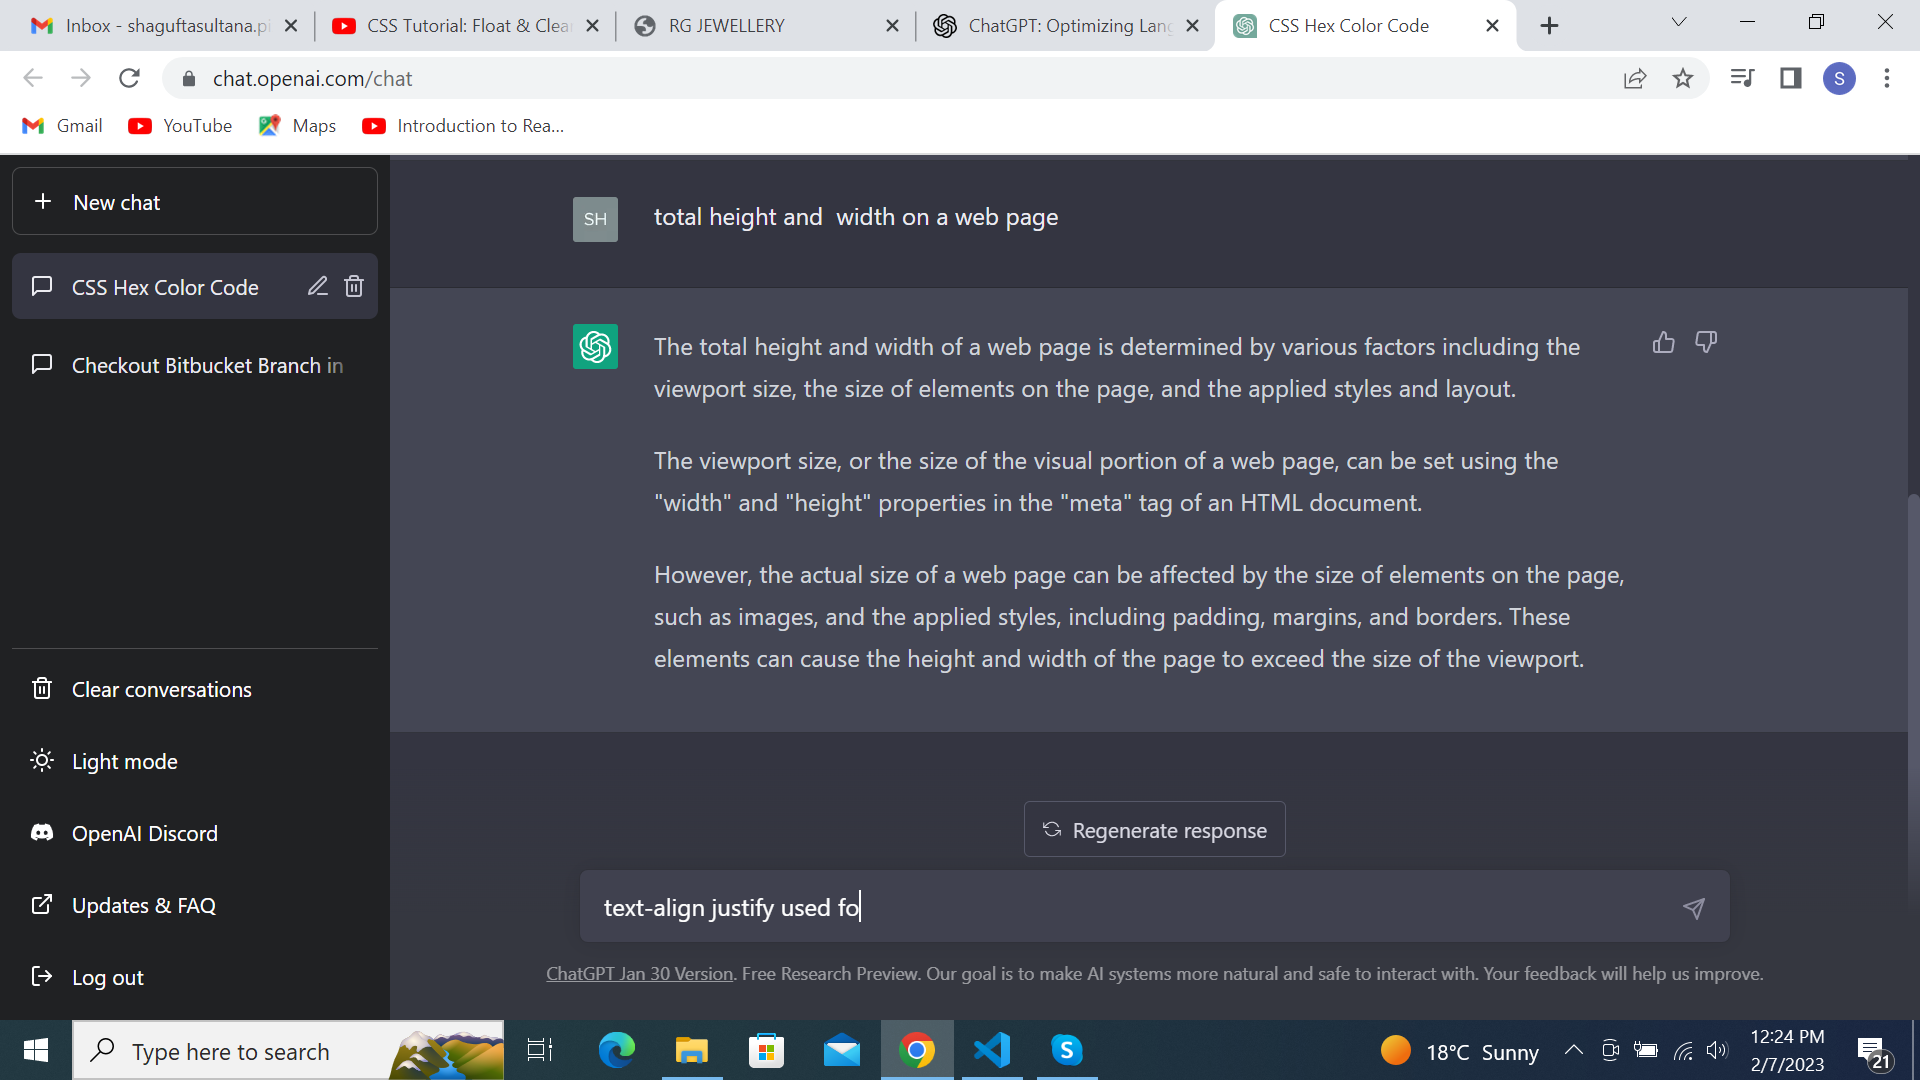 Inbox - shaguftasultana.pi
CSS Tutorial: Float & Clear
RG JEWELLERY
ChatGPT: Optimizing Lang
CSS Hex Color Code
chat.openai.com/chat
S
Gmail
YouTube
Maps
Introduction to Rea...
New chat
CSS Hex Color Code
Checkout Bitbucket Branch in
Clear conversations
Light mode
OpenAI Discord
Updates & FAQ
Log out
SH
total height and  width on a web page
The total height and width of a web page is determined by various factors including the
viewport size, the size of elements on the page, and the applied styles and layout.
The viewport size, or the size of the visual portion of a web page, can be set using the
"width" and "height" properties in the "meta" tag of an HTML document.
However, the actual size of a web page can be affected by the size of elements on the page,
such as images, and the applied styles, including padding, margins, and borders. These
elements can cause the height and width of the page to exceed the size of the viewport.
Regenerate response
text-align justify used fo
ChatGPT Jan 30 Version. Free Research Preview. Our goal is to make AI systems more natural and safe to interact with. Your feedback will help us improve.
Type here to search
S
18°C Sunny
12:24 PM
2/7/2023
21